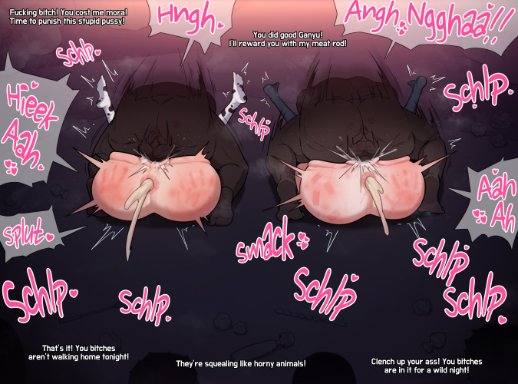 Fucking bitch! You cost me mora!
Time to punish this stupid pussy!
Hngh.
You did good Ganyu!
I'll reward you with my meat rod!
Angh. Ngghaa!!
Schlp
Schlp
Hieek
Aah.
Schlp
Aah
Ah
Splurt
Smack
Schlp
Schlp
Schlp
Schlp
Schlp
That's it! You bitches
aren't walking home tonight!
They're squealing like horny animals!
Clench up your ass! You bitches
are in it for a wild night!